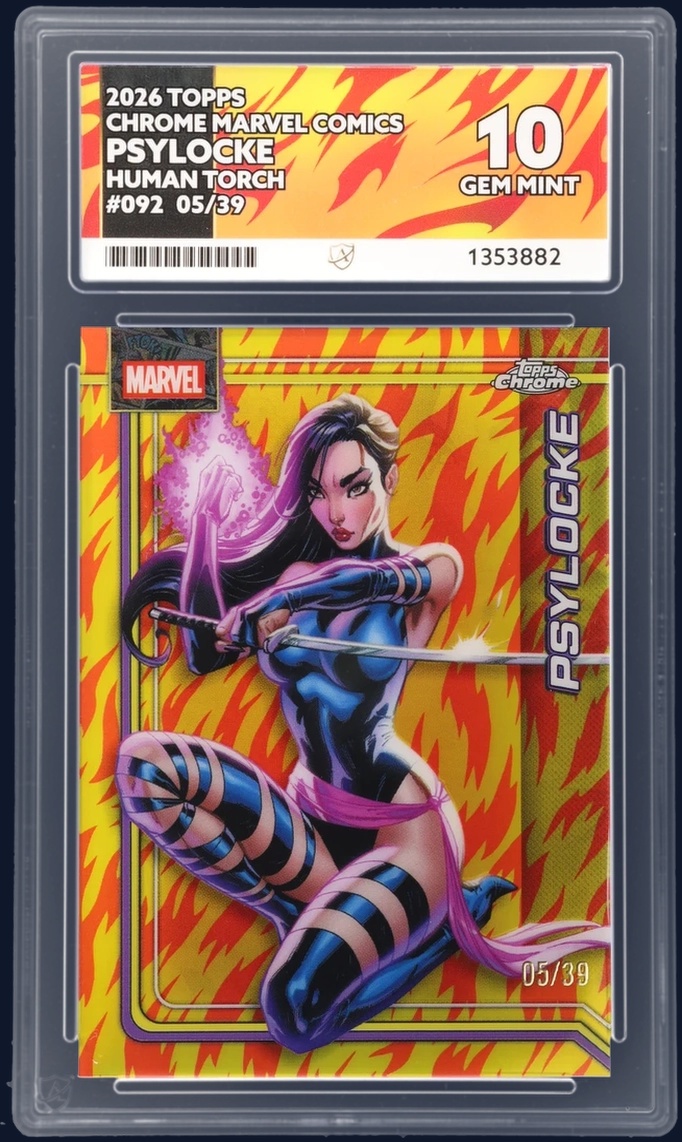 2026 TOPPS
CHROME MARVEL COMICS
PSYLOCKE
HUMAN TORCH
#092 05/39
10
GEM MINT
1353882
MARVEL
topps
Chrome
PSYLOCKE
05/39